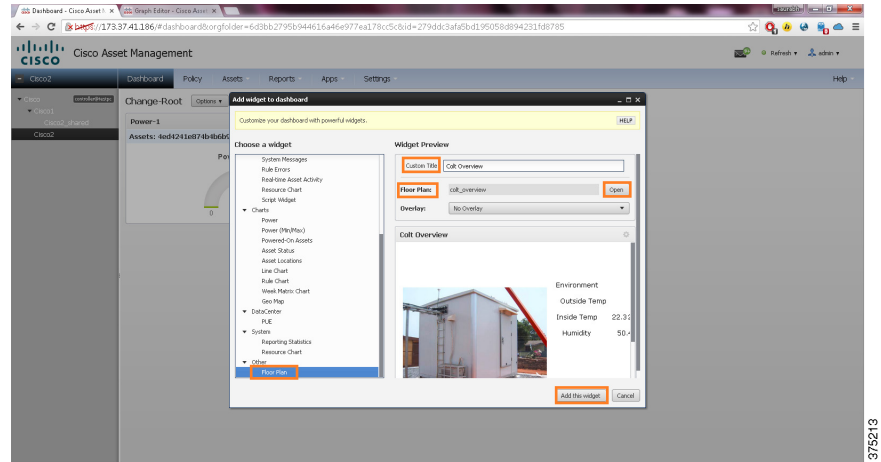 Dashboard - Cisco Asset M
Graph Editor - Cisco Asset
https://173.37.41.186/#dashboard&orgfolder=6d3bb2795b944616a46e977ea178cc5c&id=279ddc3afa5bd195058d894231fd8785
CISCO
Cisco Asset Management
Refresh
admin
Cisco2
Dashboard
Policy
Assets
Reports
Apps
Settings
Help
Cisco
Cisco1
Cisco2_shared
Cisco2
Change-Root
Options
Power-1
Add widget to dashboard
Customize your dashboard with powerful widgets.
HELP
Choose a widget
System Messages
Rule Errors
Real-time Asset Activity
Resource Chart
Script Widget
Charts
Power
Power (Min/Max)
Powered-On Assets
Asset Status
Asset Locations
Line Chart
Rule Chart
Week Matrix Chart
Geo Map
DataCenter
PUE
System
Reporting Statistics
Resource Chart
Other
Floor Plan
Widget Preview
Custom Title
Colt Overview
Floor Plan:
colt_overview
Open
Overlay:
No Overlay
Colt Overview
Environment
Outside Temp
Inside Temp 22.3
Humidity 50.4
Add this widget
Cancel
0
375213